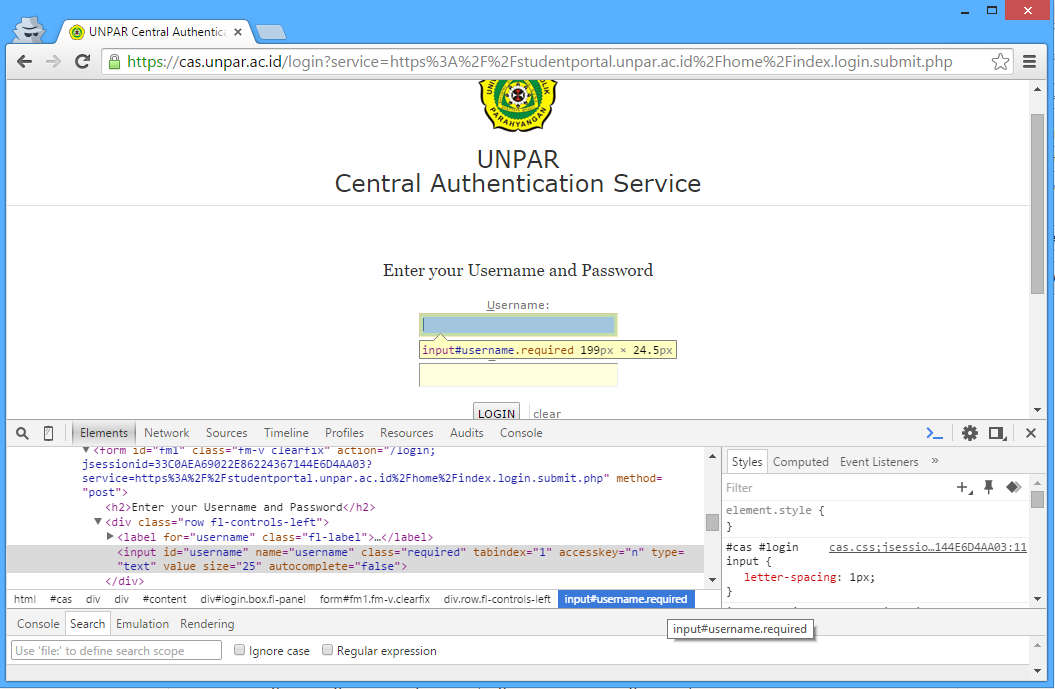 UNPAR Central Authentica
https://cas.unpar.ac.id/login?service=https%3A%2F%2Fstudentportal.unpar.ac.id%2Fhome%2Findex.login.submit.php
PARAHYANGAN
UNPAR
Central Authentication Service
Enter your Username and Password
Username:
input#username.required 199px × 24.5px
LOGIN clear
Elements Network Sources Timeline Profiles Resources Audits Console
▼<form id="fm1" class="fm-v clearfix" action="/login;
jsessionid=33C0AEA69022E86224367144E6D4AA03?
service=https%3A%2F%2Fstudentportal.unpar.ac.id%2Fhome%2Findex.login.submit.php" method=
"post">
<h2>Enter your Username and Password</h2>
▼<div class="row fl-controls-left">
▶<label for="username" class="fl-label">…</label>
<input id="username" name="username" class="required" tabindex="1" accesskey="n" type=
"text" value size="25" autocomplete="false">
</div>
html #cas div div #content div#login.box.fl-panel form#fm1.fm-v.clearfix div.row.fl-controls-left input#username.required
Styles Computed Event Listeners »
Filter
element.style {
}
#cas #login cas.css;jsessio…144E6D4AA03:11
input {
letter-spacing: 1px;
}
Console Search Emulation Rendering
input#username.required
Use 'file:' to define search scope Ignore case Regular expression